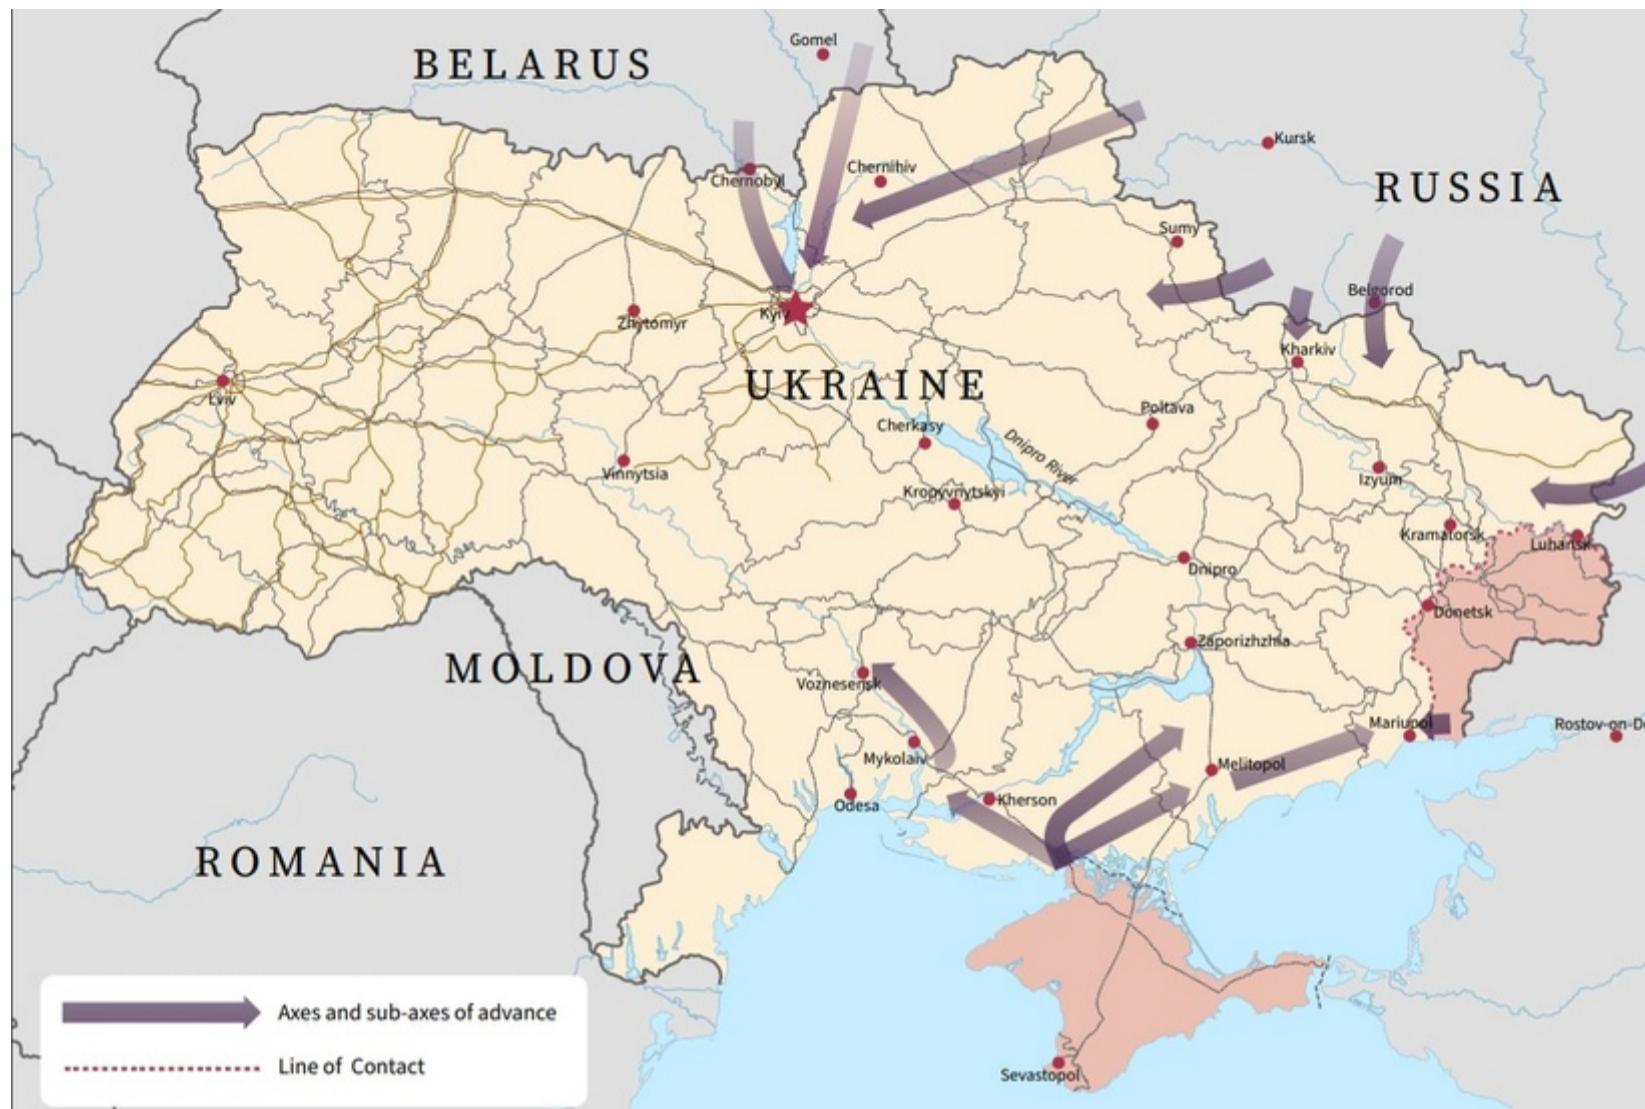 Gomel
BELARUS
Kursk
Chernihiv
Chernobyl
RUSSIA
Sumy
Belgorod
Kyiv
Zhytomyr
Kharkiv
UKRAINE
Lviv
Poltava
Cherkasy
Dnipro River
Vinnytsia
Izyum
Kropyvnytskyi
Kramatorsk
Luhansk
Dnipro
Donetsk
Zaporizhzhia
MOLDOVA
Voznesensk
Mariupol
Rostov-on-D
Mykolaiv
Melitopol
Odesa
Kherson
ROMANIA
Axes and sub-axes of advance
Line of Contact
Sevastopol